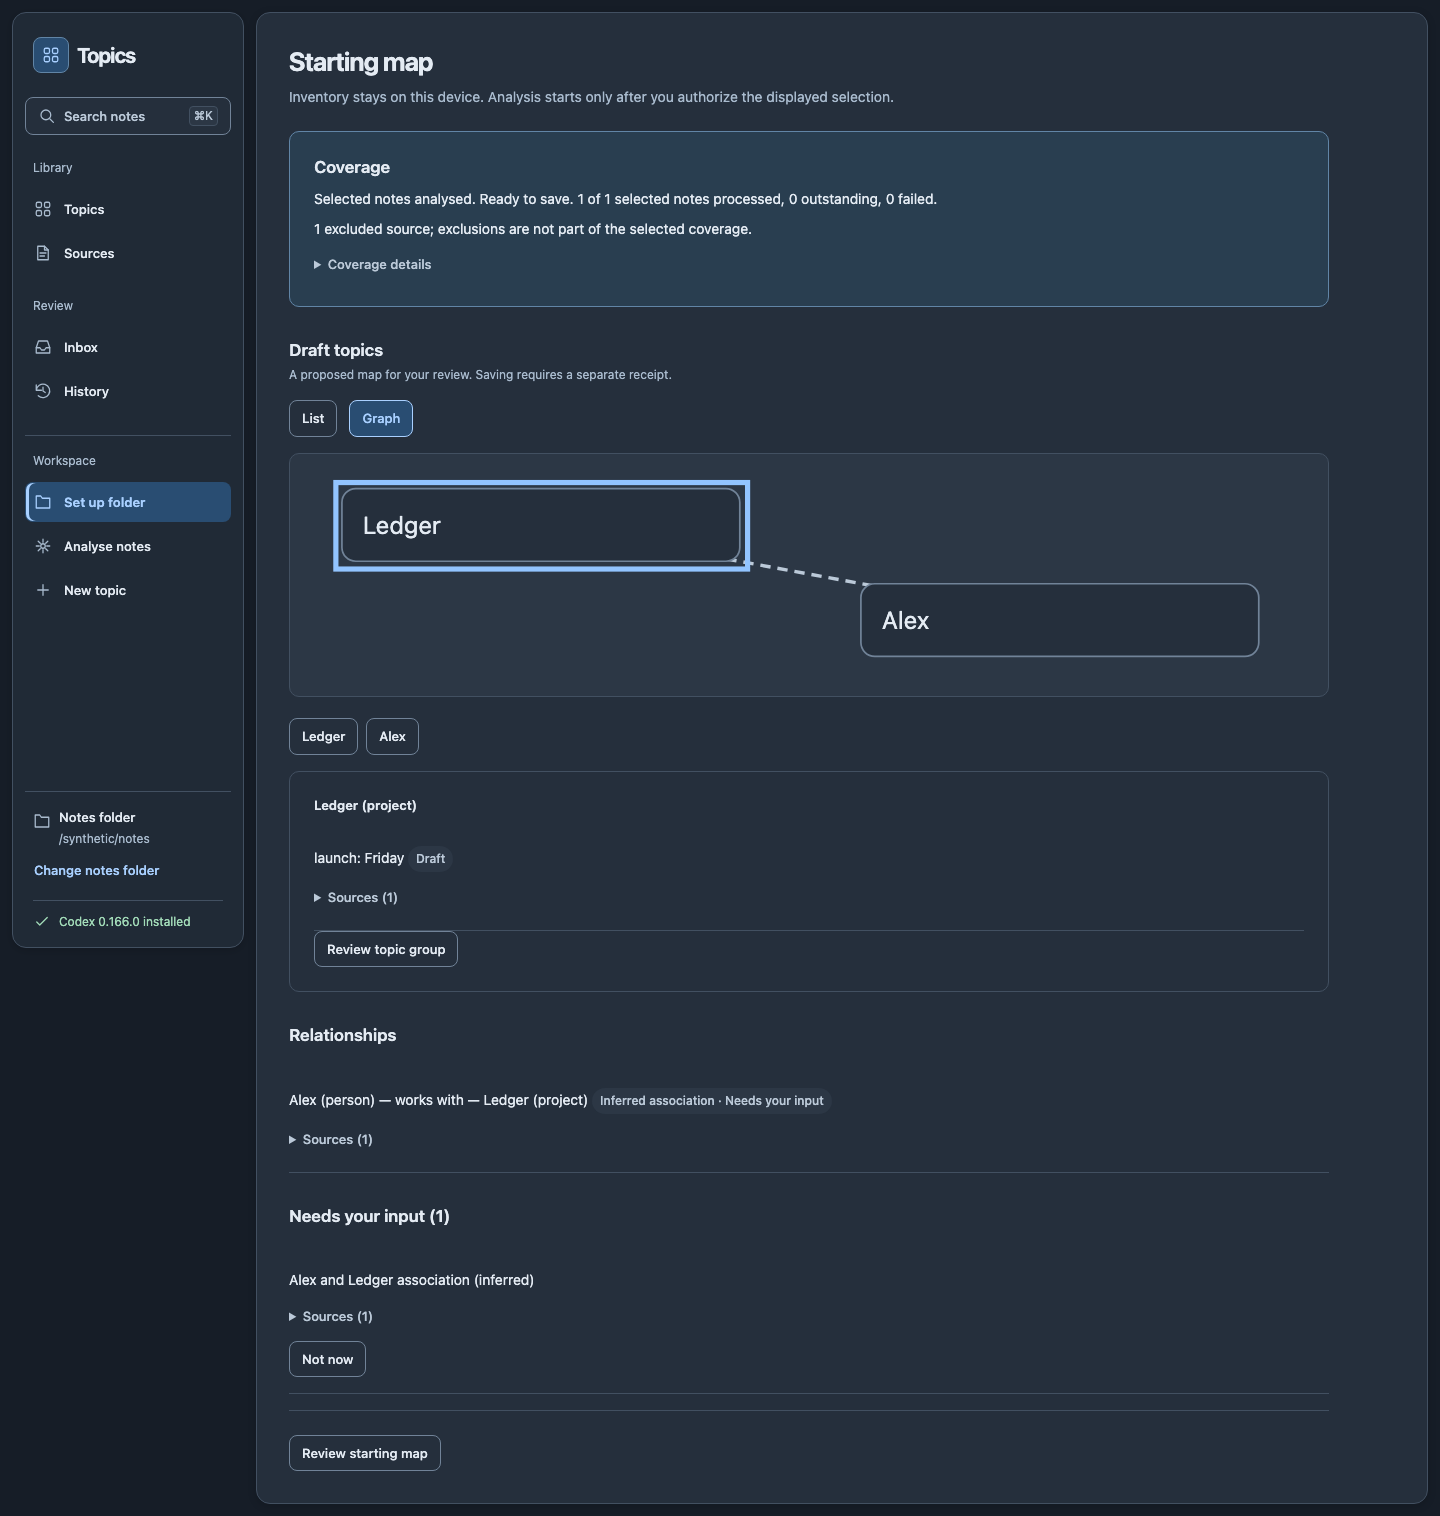 Topics
Search notes ⌘K
Library
Topics
Sources
Review
Inbox
History
Workspace
Set up folder
Analyse notes
New topic
Notes folder
/synthetic/notes
Change notes folder
Codex 0.166.0 installed
Starting map
Inventory stays on this device. Analysis starts only after you authorize the displayed selection.
Coverage
Selected notes analysed. Ready to save. 1 of 1 selected notes processed, 0 outstanding, 0 failed.
1 excluded source; exclusions are not part of the selected coverage.
Coverage details
Draft topics
A proposed map for your review. Saving requires a separate receipt.
List Graph
Ledger
Alex
Ledger Alex
Ledger (project)
launch: Friday Draft
Sources (1)
Review topic group
Relationships
Alex (person) — works with — Ledger (project) Inferred association · Needs your input
Sources (1)
Needs your input (1)
Alex and Ledger association (inferred)
Sources (1)
Not now
Review starting map